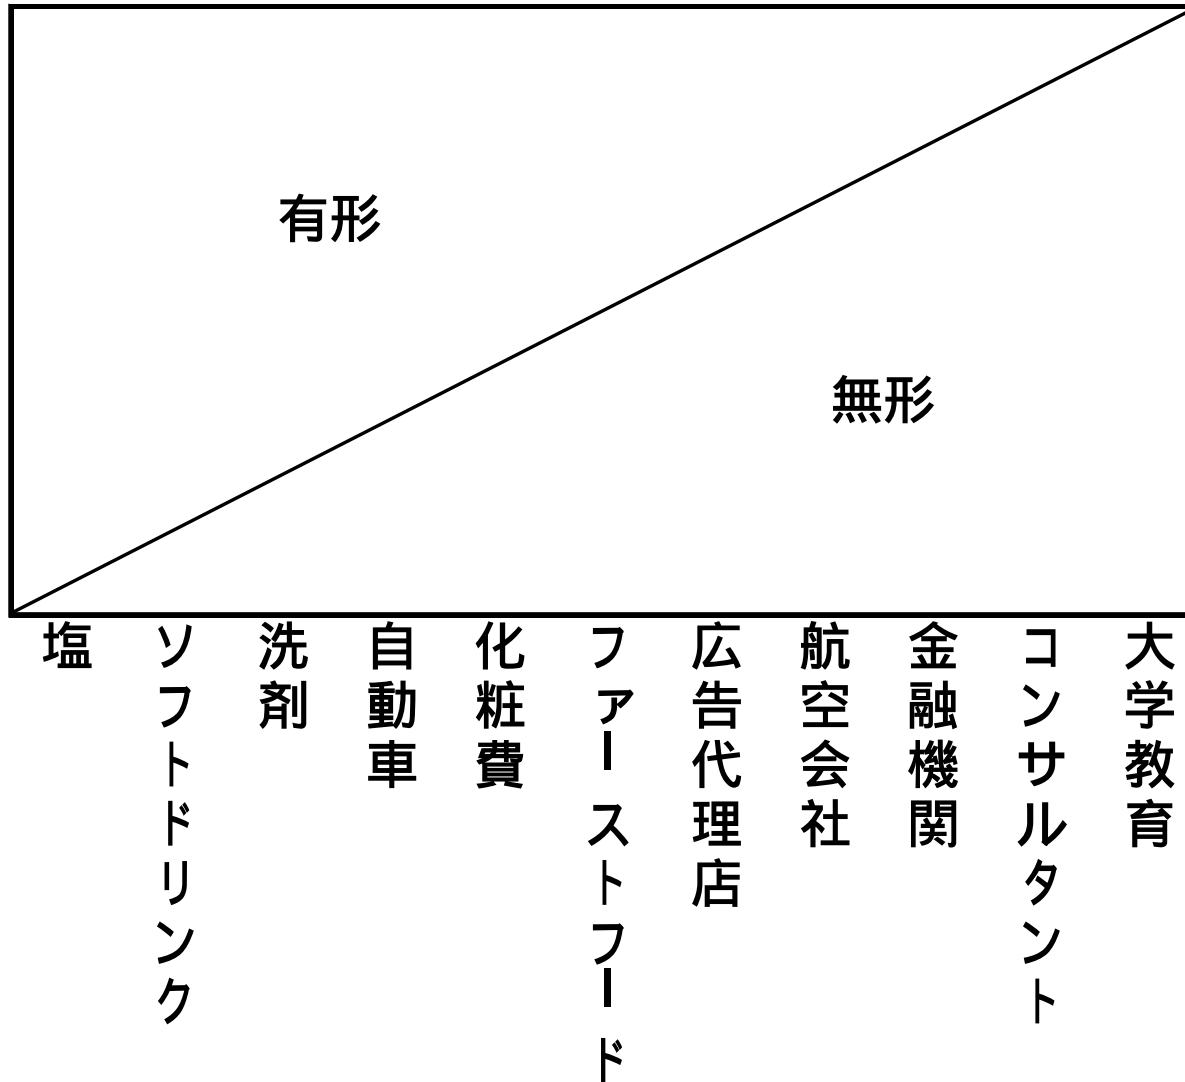 有形
無形
塩
ソフトドリンク
洗剤
自動車
化粧費
ファーストフード
広告代理店
航空会社
金融機関
コンサルタント
大学教育